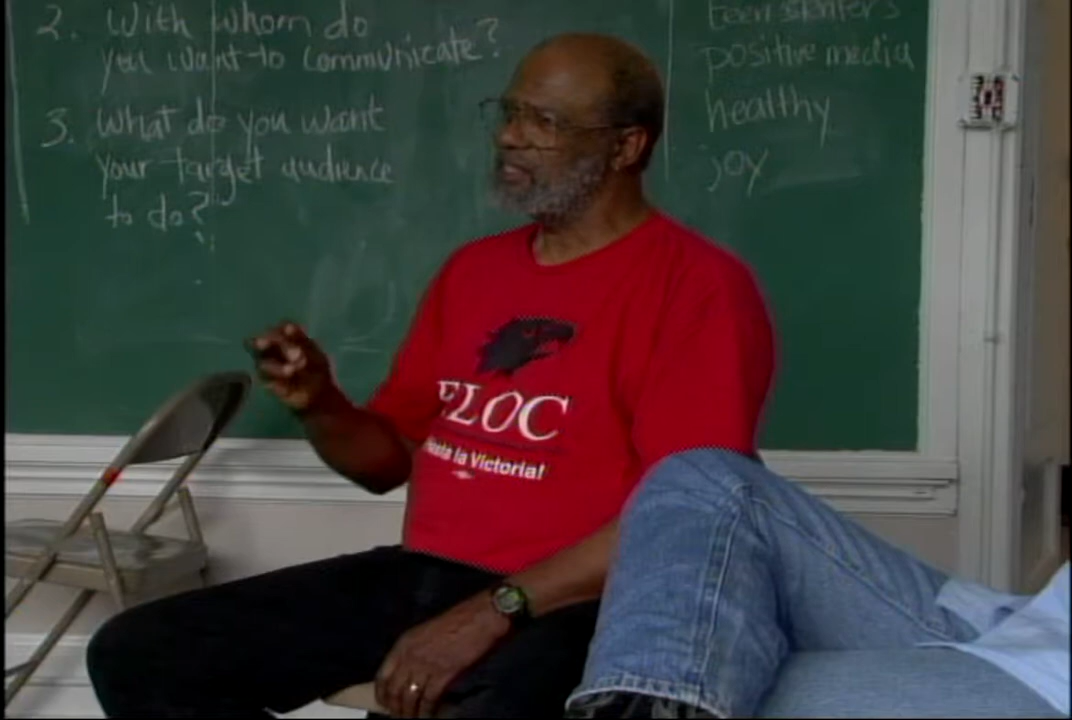 2. With whom do
you want to communicate?
3. What do you want
your target audience
to do?
positive media
healthy
joy
FLOC
Hasta la Victoria!